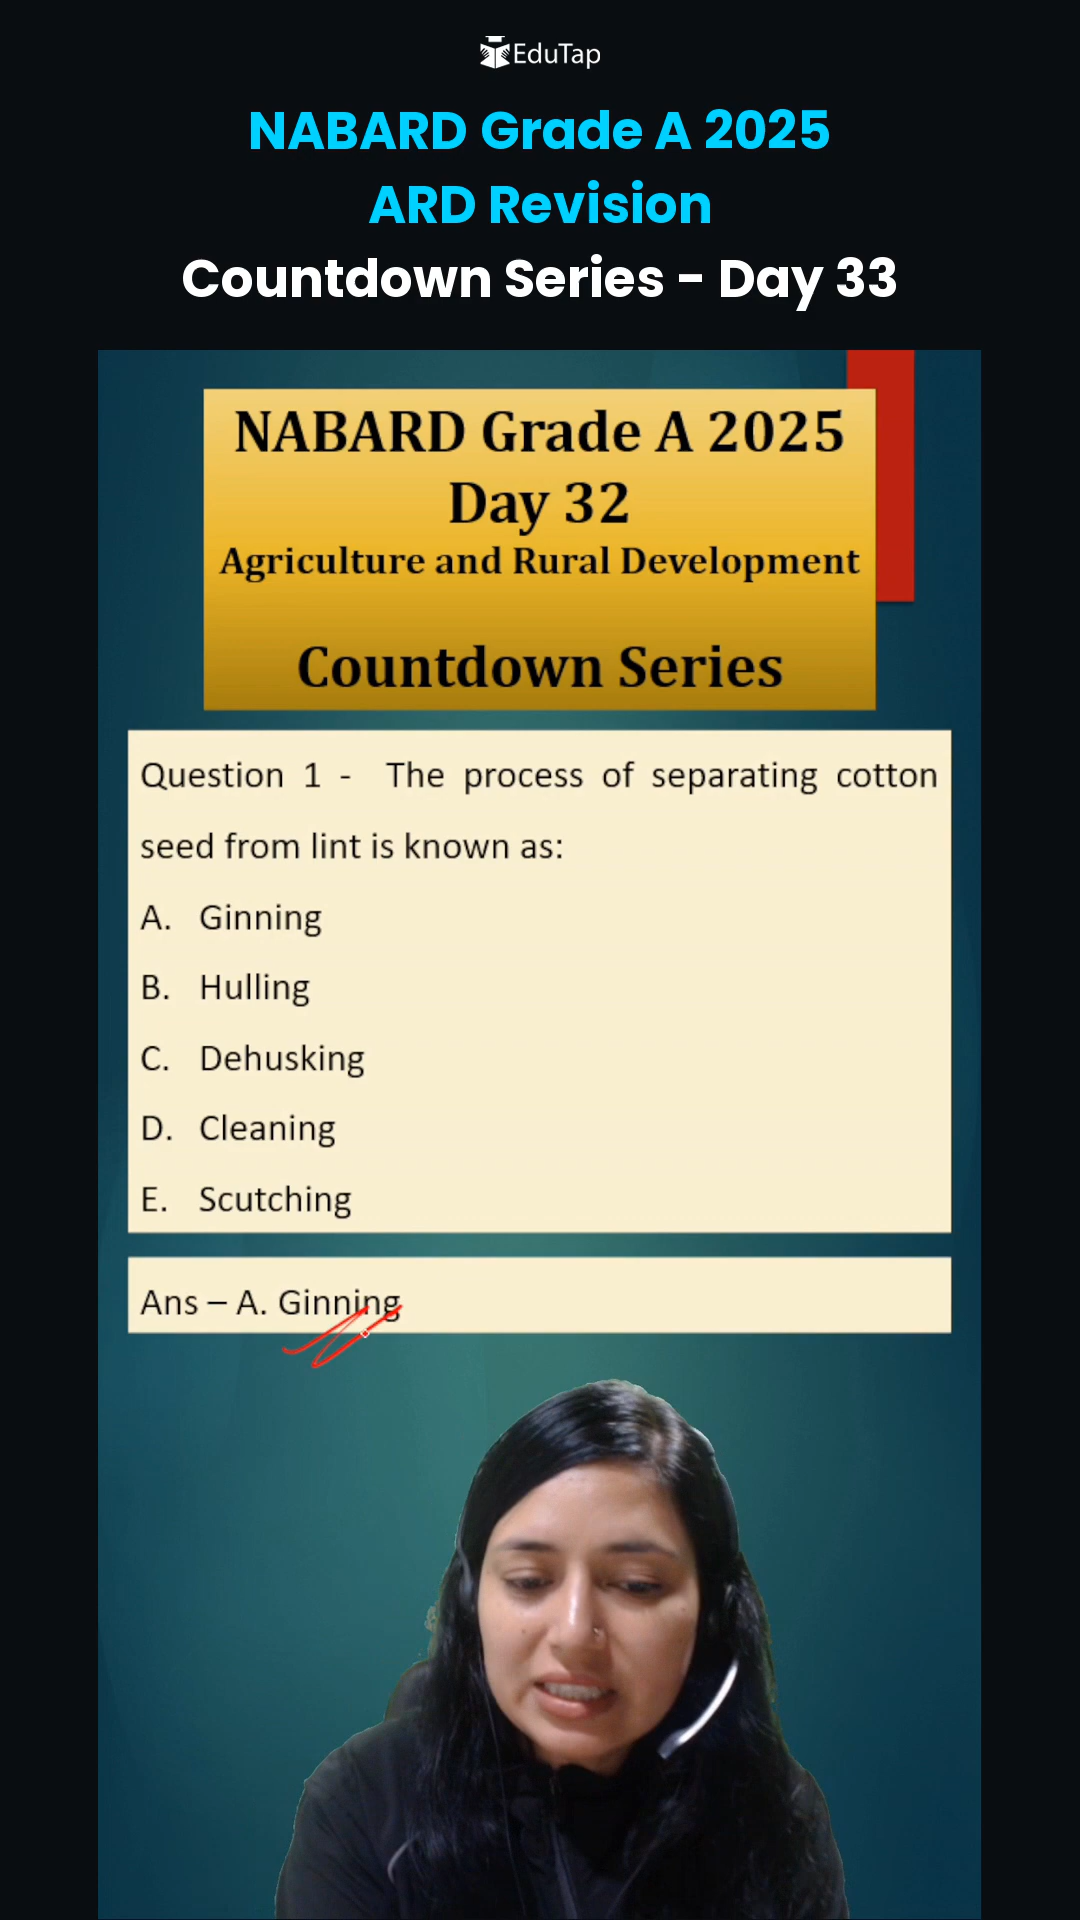 EduTap
NABARD Grade A 2025
ARD Revision
Countdown Series - Day 33
NABARD Grade A 2025
Day 32
Agriculture and Rural Development
Countdown Series
Question 1 - The process of separating cotton
seed from lint is known as:
A. Ginning
B. Hulling
C. Dehusking
D. Cleaning
E. Scutching
Ans – A. Ginning